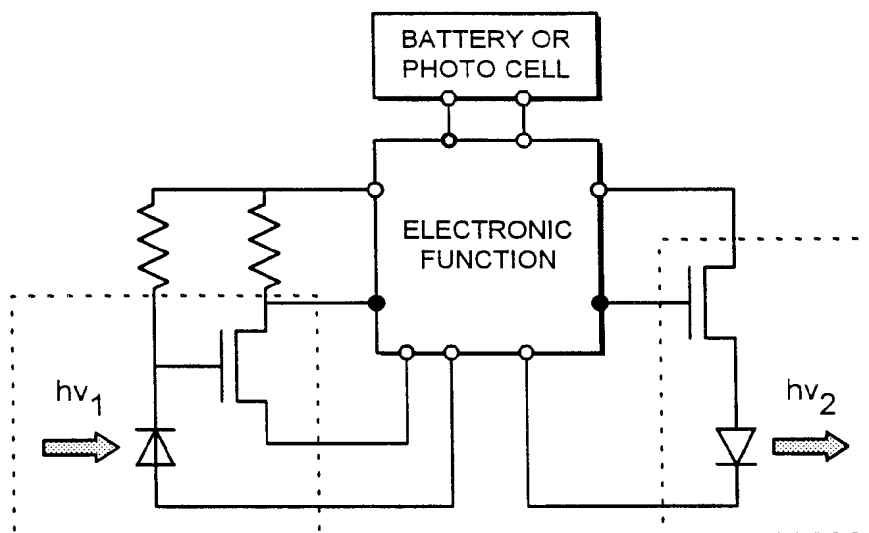 BATTERY OR
PHOTO CELL
ELECTRONIC
FUNCTION
hv1
hv2